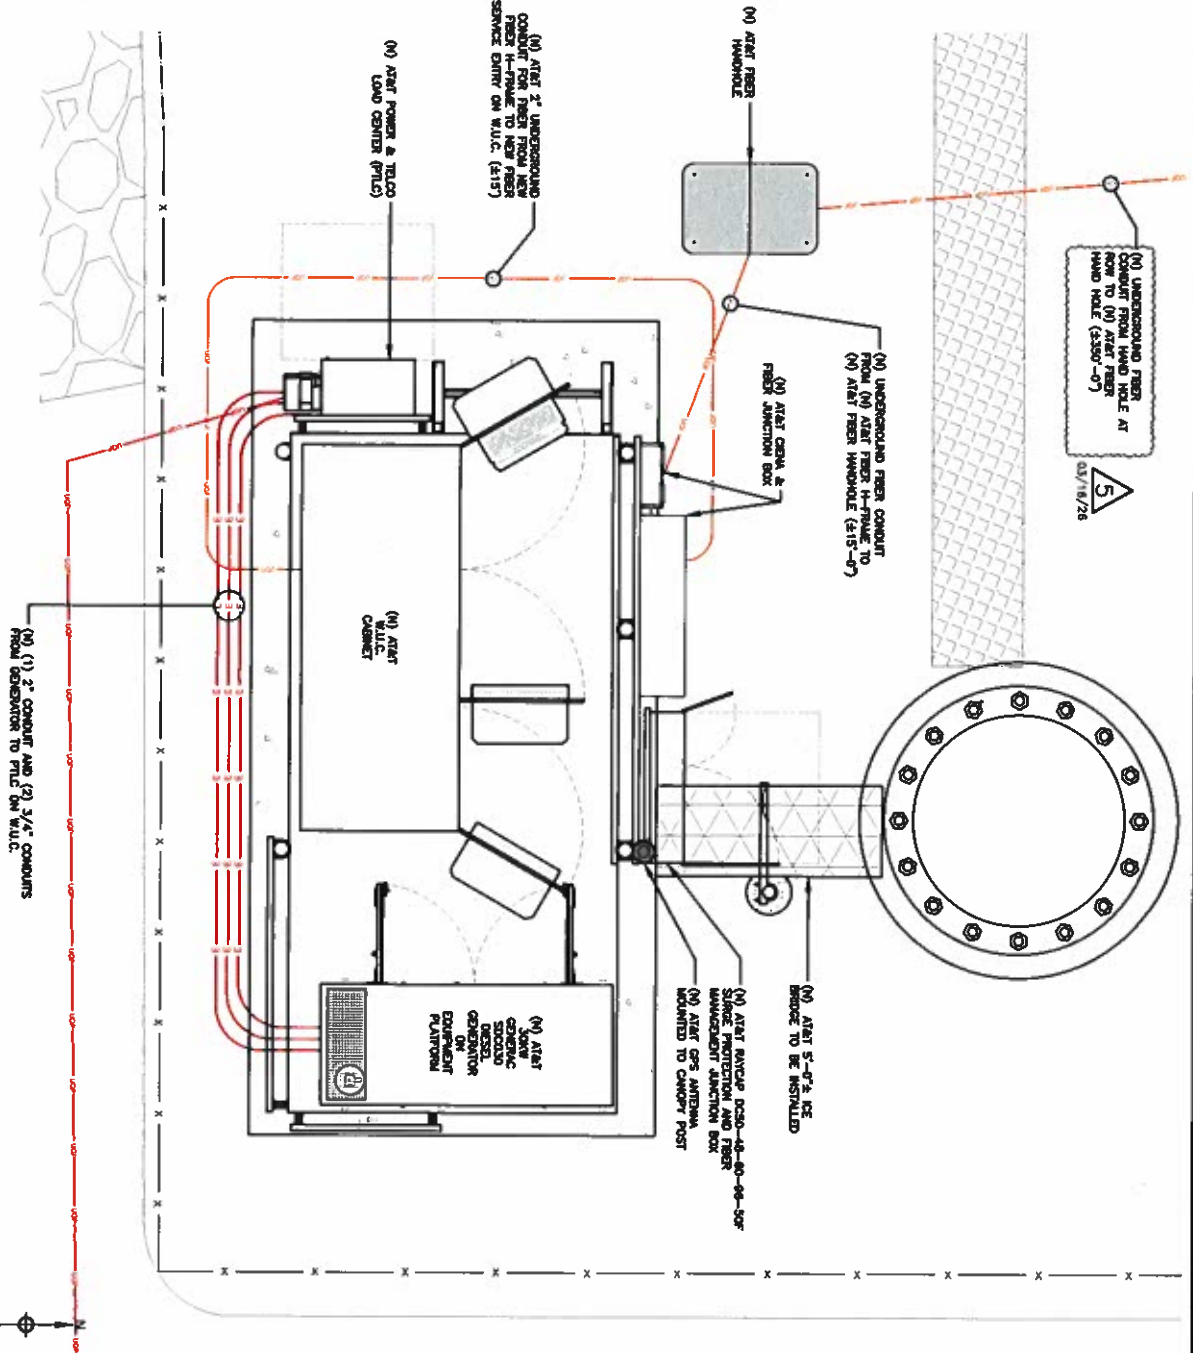 (N) UNDERGROUND FIBER
CONDUIT FROM HAND HOLE AT
ROW TO (N) AT&T FIBER
HAND HOLE (±350'-0")
5
03/16/26
(N) AT&T FIBER
HANDHOLE
(N) UNDERGROUND FIBER CONDUIT
FROM (N) AT&T FIBER H-FRAME TO
(N) AT&T FIBER HANDHOLE (±15'-0")
(N) AT&T CIENA &
FIBER JUNCTION BOX
(N) AT&T 2" UNDERGROUND
CONDUIT FOR FIBER FROM NEW
FIBER H-FRAME TO NEW FIBER
SERVICE ENTRY ON W.U.C. (±15')
(N) AT&T POWER & TELCO
LOAD CENTER (PTLC)
(N) AT&T
W.U.C.
CABINET
(N) AT&T 5'-0"± ICE
BRIDGE TO BE INSTALLED
(N) AT&T RAYCAP DC50-48-60-96-50F
SURGE PROTECTION AND FIBER
MANAGEMENT JUNCTION BOX
(N) AT&T GPS ANTENNA
MOUNTED TO CANOPY POST
(N) AT&T
30KW
GENERAC
SDC030
DIESEL
GENERATOR
ON
EQUIPMENT
PLATFORM
(N) (1) 2" CONDUIT AND (2) 3/4" CONDUITS
FROM GENERATOR TO PTLC ON W.U.C.
N